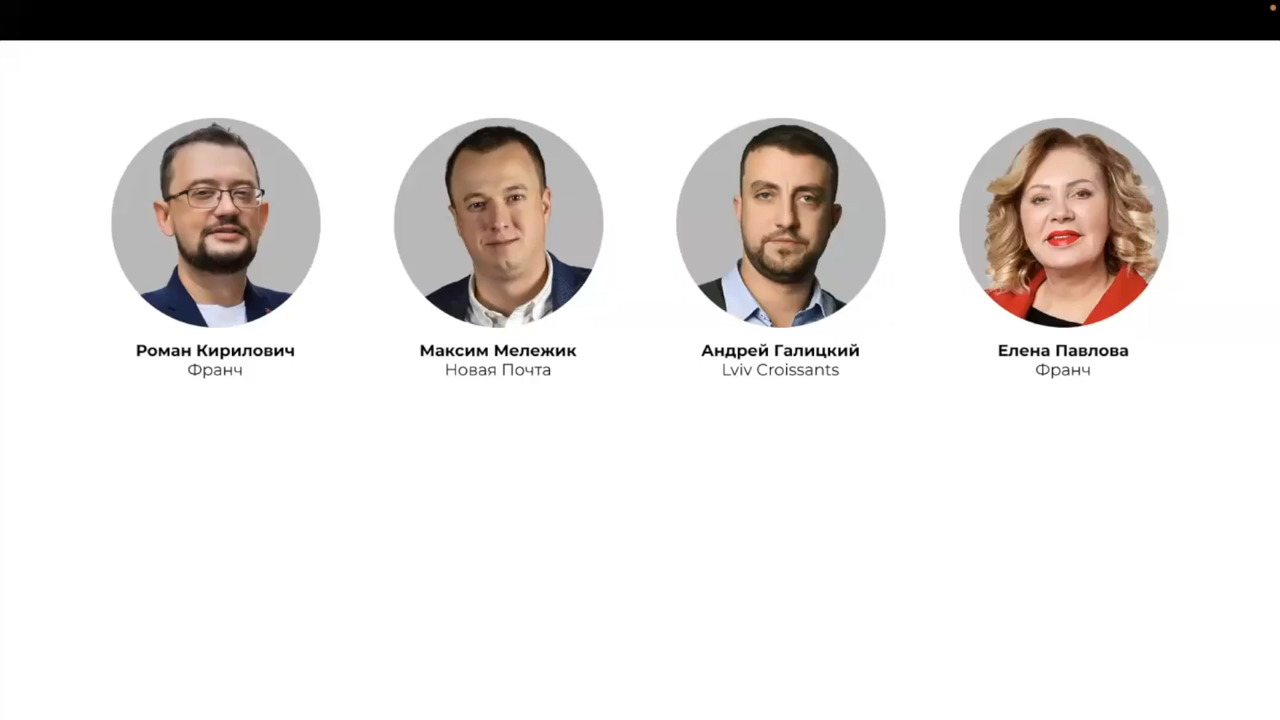 Роман Кирилович
Франч
Максим Мележик
Новая Почта
Андрей Галицкий
Lviv Croissants
Елена Павлова
Франч